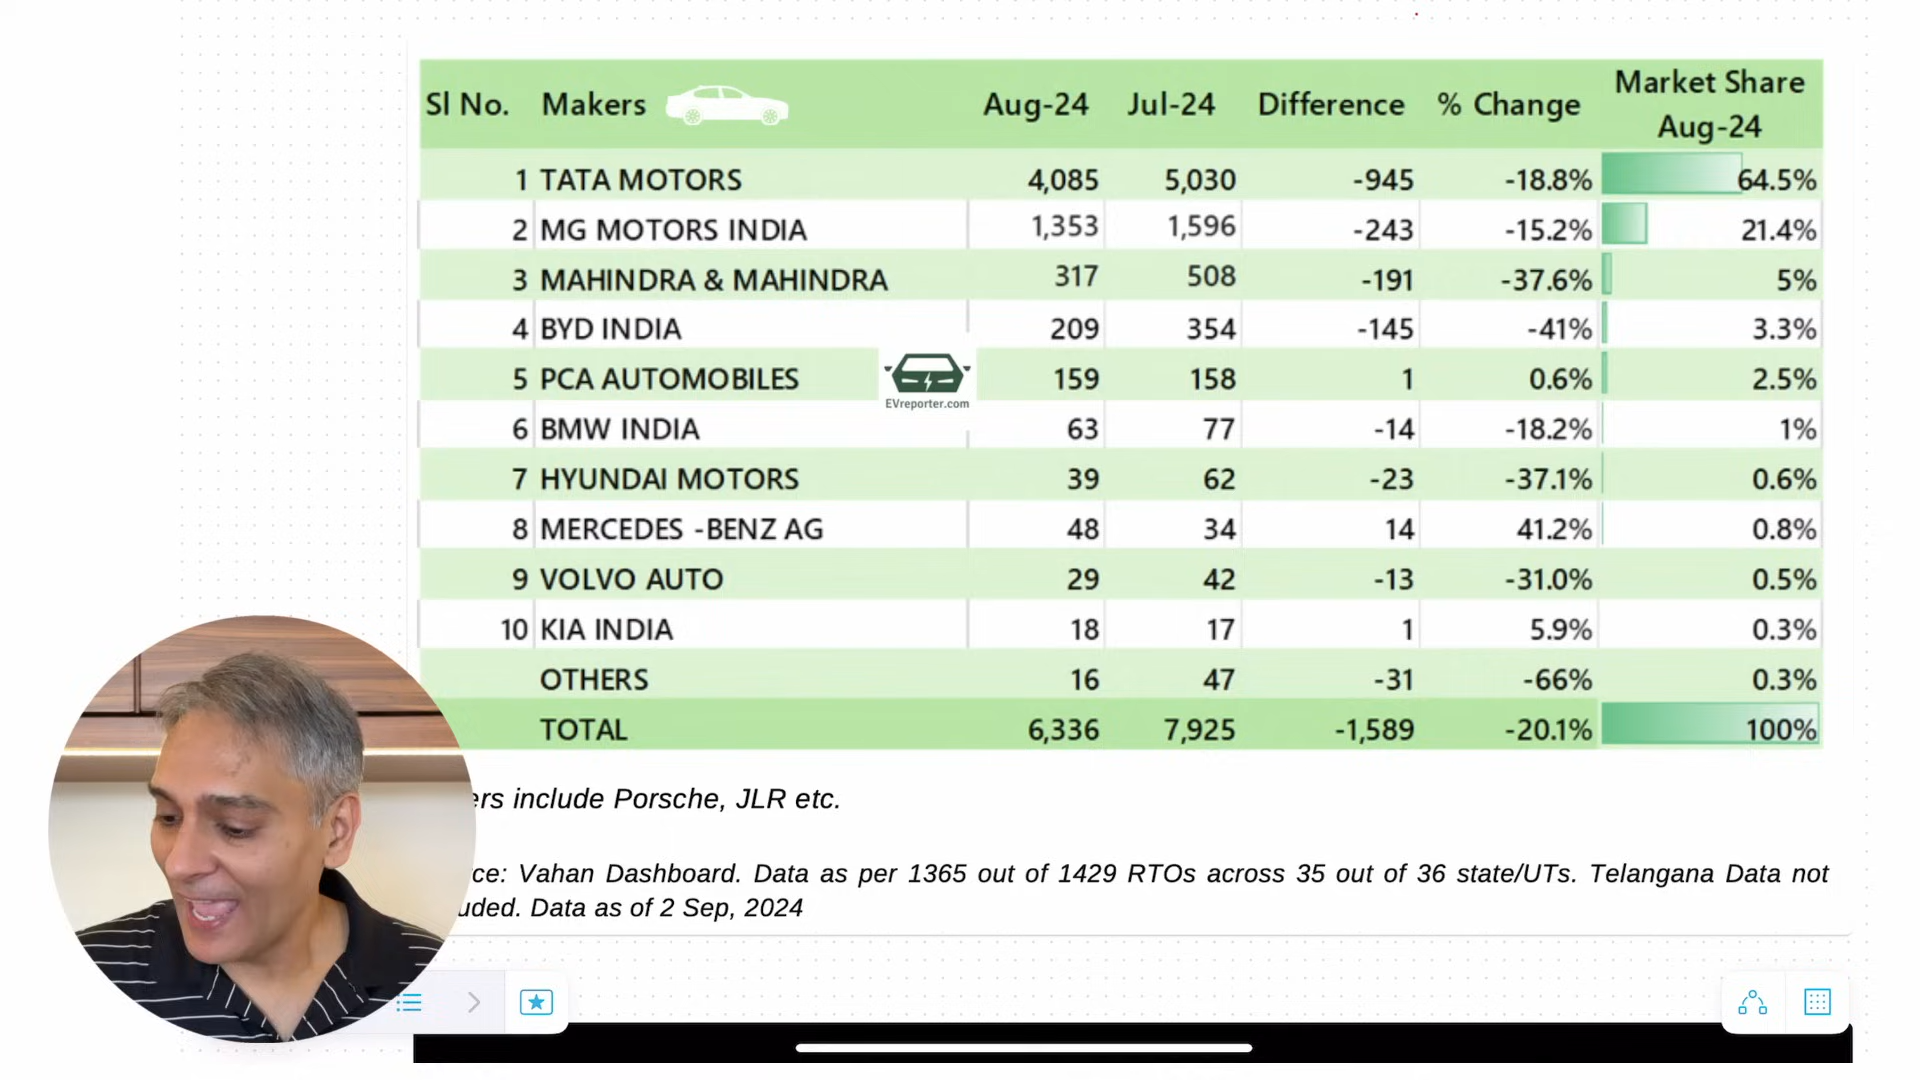 Sl No. Makers Aug-24 Jul-24 Difference % Change Market Share Aug-24
1 TATA MOTORS 4,085 5,030 -945 -18.8% 64.5%
2 MG MOTORS INDIA 1,353 1,596 -243 -15.2% 21.4%
3 MAHINDRA & MAHINDRA 317 508 -191 -37.6% 5%
4 BYD INDIA 209 354 -145 -41% 3.3%
5 PCA AUTOMOBILES 159 158 1 0.6% 2.5%
EVreporter.com
6 BMW INDIA 63 77 -14 -18.2% 1%
7 HYUNDAI MOTORS 39 62 -23 -37.1% 0.6%
8 MERCEDES -BENZ AG 48 34 14 41.2% 0.8%
9 VOLVO AUTO 29 42 -13 -31.0% 0.5%
10 KIA INDIA 18 17 1 5.9% 0.3%
OTHERS 16 47 -31 -66% 0.3%
TOTAL 6,336 7,925 -1,589 -20.1% 100%
include Porsche, JLR etc.
Vahan Dashboard. Data as per 1365 out of 1429 RTOs across 35 out of 36 state/UTs. Telangana Data not
Data as of 2 Sep, 2024